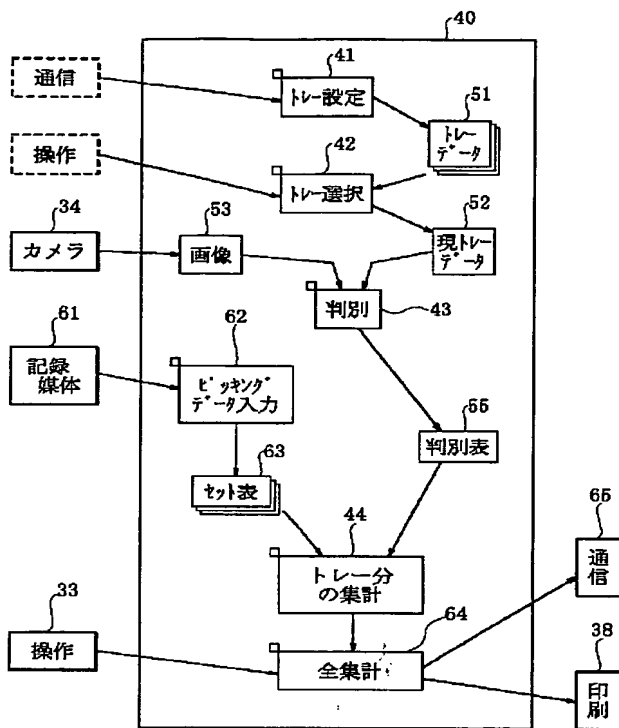 40
通信
41
トレー設定
51
トレー
データ
操作
42
トレー選択
52
現トレー
データ
34
カメラ
53
画像
判別
43
61
記録
媒体
62
ピッキング
データ入力
55
判別表
63
セット表
44
トレー分
の集計
65
通信
33
操作
64
全集計
38
印刷